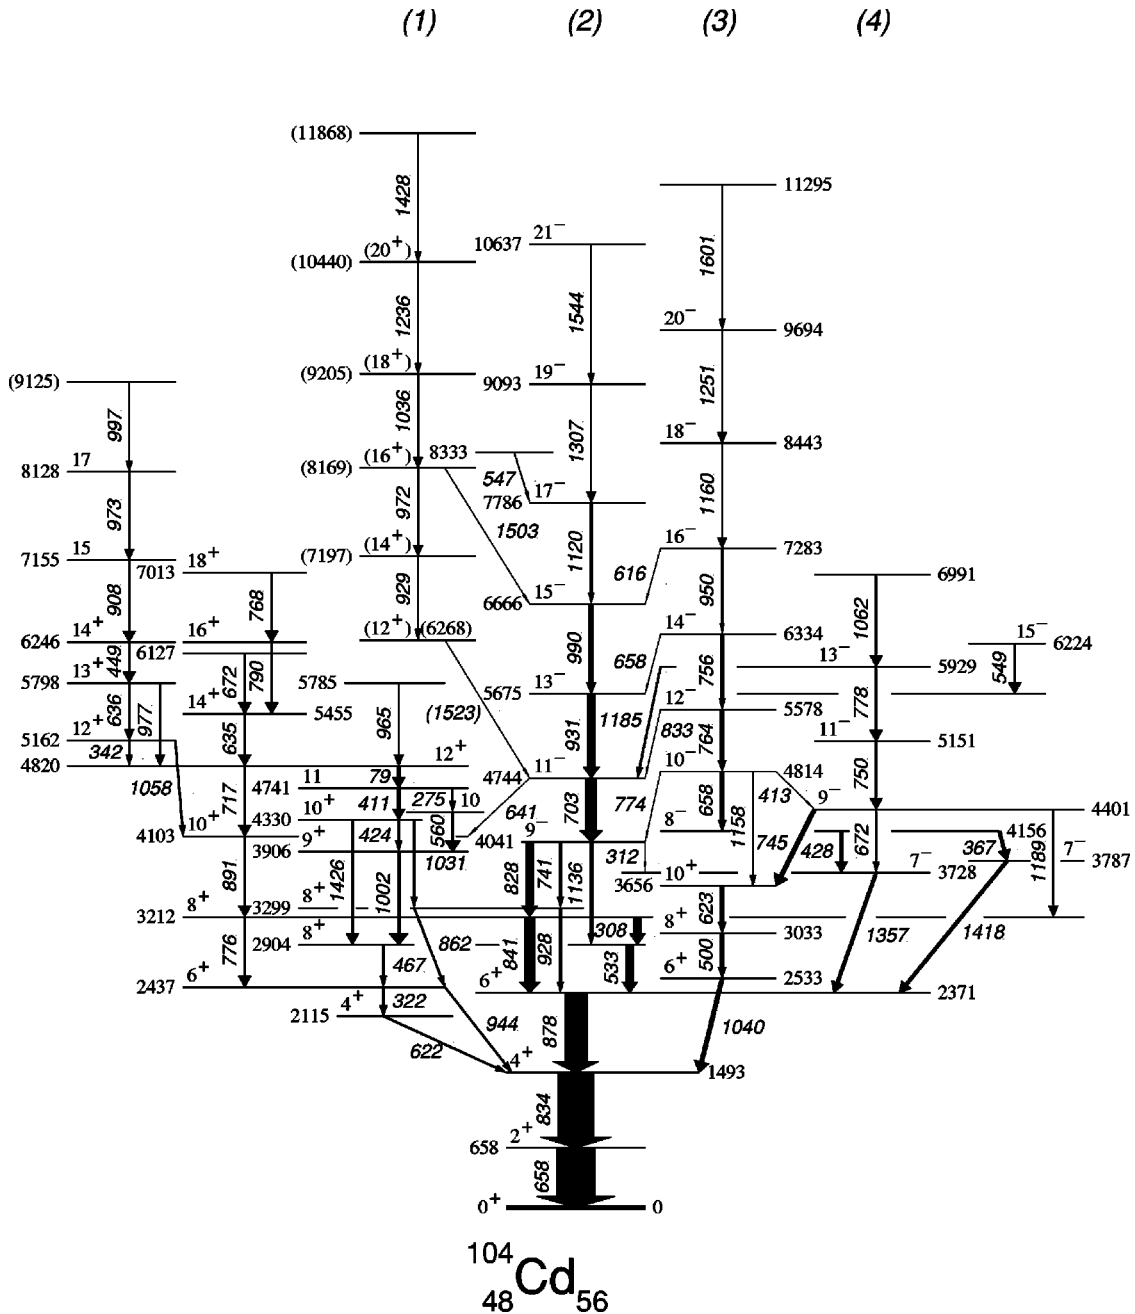 (1) (2) (3) (4)
(11868)
11295
1428
(20⁺) 21⁻
10637
(10440)
1601
1236 1544
20⁻
9694
(18⁺) 19⁻
(9205) 9093
(9125)
997 1036 1307 1251
18⁻
8443
17 (16⁺) 8333
8128 (8169)
547 17⁻
7786
973 972 1503 1120 1160
15 (14⁺) 16⁻
7155 (7197) 7283
7013 18⁺
6991
908 768 929 616 950 1062
15⁻
6666
14⁺ 16⁺ (12⁺) (6268) 14⁻ 15⁻
6246 6127 6334 6224
449 672 790 990 658 756 549
13⁺ 13⁻ 13⁻
5798 5785 5675 5929
636 977 965 (1523) 931 1185 833 764 778
14⁺ 12⁻
5455 5578
12⁺ 11⁻
5162 5151
342 635
12⁺ 11⁻ 10⁻
4820 4744 4814
1058 717 79 641 703 774 658 1158 413 750
11 10 9⁻
4741 4401
411 275
10⁺ 10⁺ 8⁻
4103 4330 4156
424 560 1031 745 428 672 367 1189
9⁺ 9⁻ 7⁻ 7⁻
3906 4041 3728 3787
891 1426 1002 828 741 1136 312
10⁺
3656
8⁺ 8⁺
3212 3299
776 862 841 928 308 623 1357 1418
8⁺ 8⁺
2904 3033
467 533 500
6⁺ 6⁺ 6⁺
2437 2533 2371
322 944 878 1040
4⁺
2115
622
4⁺
1493
834
2⁺
658
658
0⁺ 0
¹⁰⁴₄₈Cd₅₆